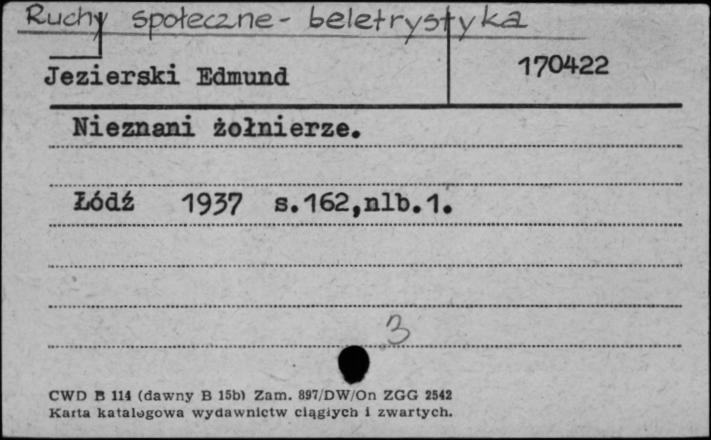 Ruchy społeczne - beletrystyka
Jezierski Edmund
170422
Nieznani żołnierze.
Łódź 1937 s.162,nlb.1.
3
CWD B 114 (dawny B 15b) Zam. 897/DW/On ZGG 2542
Karta katalogowa wydawnictw ciągłych i zwartych.